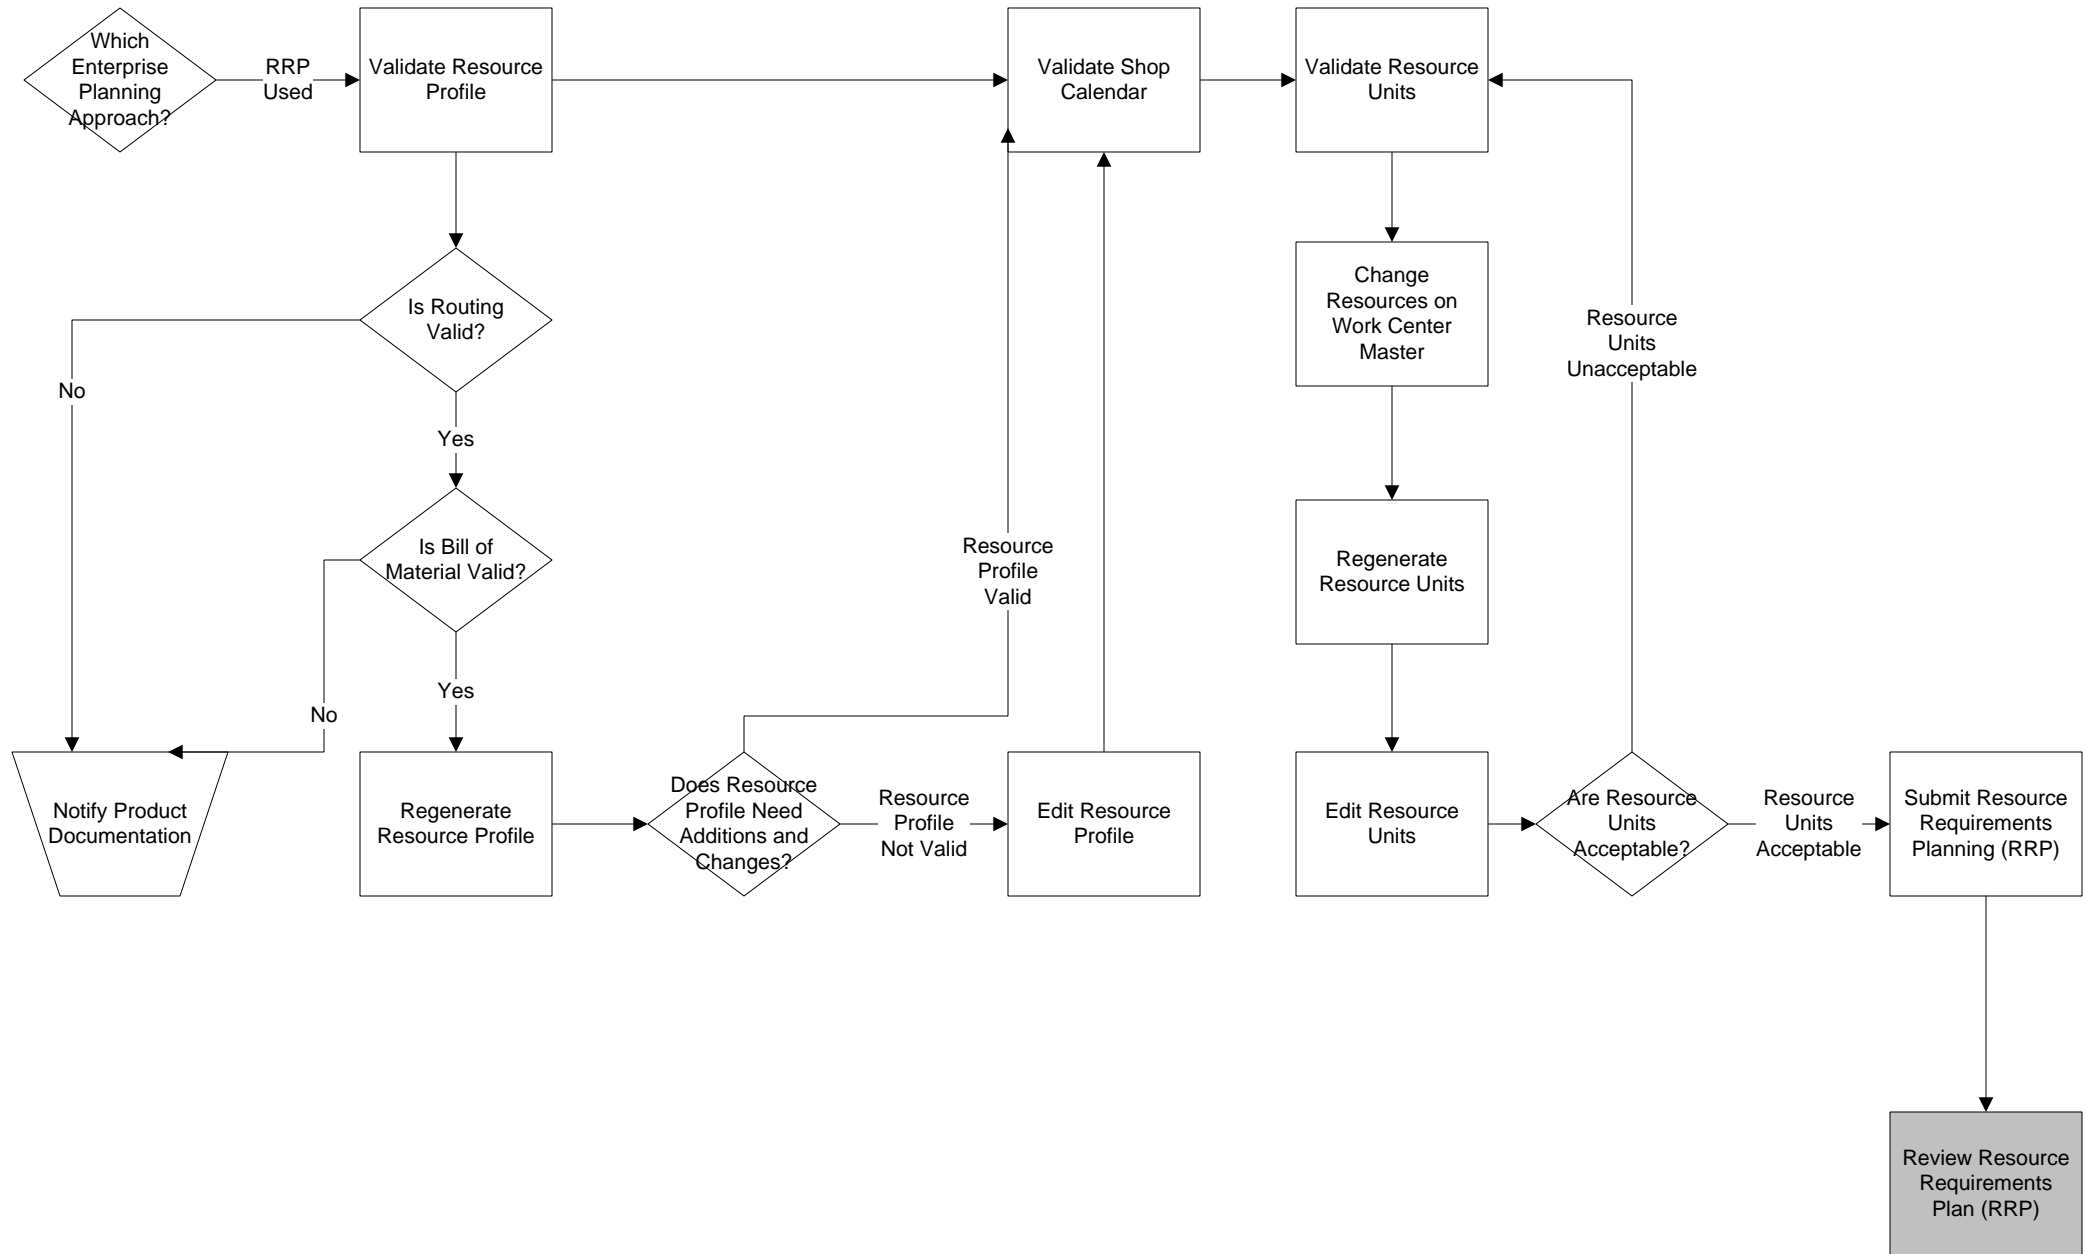 Which
Enterprise
Planning
Approach?
RRP
Used
Validate Resource
Profile
Validate Shop
Calendar
Validate Resource
Units
Is Routing
Valid?
Change
Resources on
Work Center
Master
Resource
Units
Unacceptable
No
Yes
Is Bill of
Material Valid?
Resource
Profile
Valid
Regenerate
Resource Units
Yes
No
Notify Product
Documentation
Regenerate
Resource Profile
Does Resource
Profile Need
Additions and
Changes?
Resource
Profile
Not Valid
Edit Resource
Profile
Edit Resource
Units
Are Resource
Units
Acceptable?
Resource
Units
Acceptable
Submit Resource
Requirements
Planning (RRP)
Review Resource
Requirements
Plan (RRP)